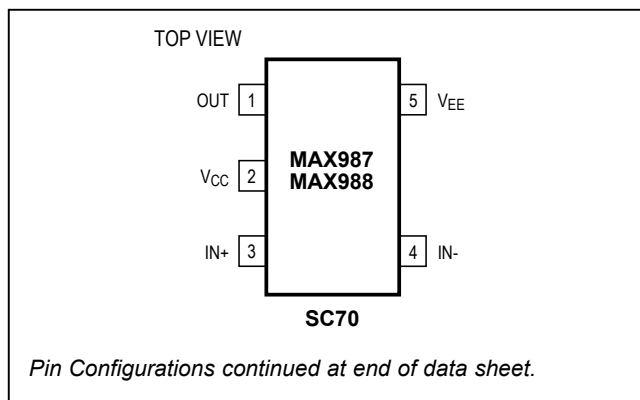 TOP VIEW
OUT 1
5 VEE
MAX987
MAX988
VCC 2
IN+ 3
4 IN-
SC70
Pin Configurations continued at end of data sheet.